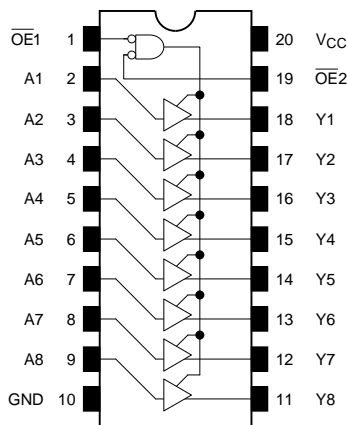 O̅E̅1 1 20 VCC
A1 2 19 O̅E̅2
A2 3 18 Y1
A3 4 17 Y2
A4 5 16 Y3
A5 6 15 Y4
A6 7 14 Y5
A7 8 13 Y6
A8 9 12 Y7
GND 10 11 Y8